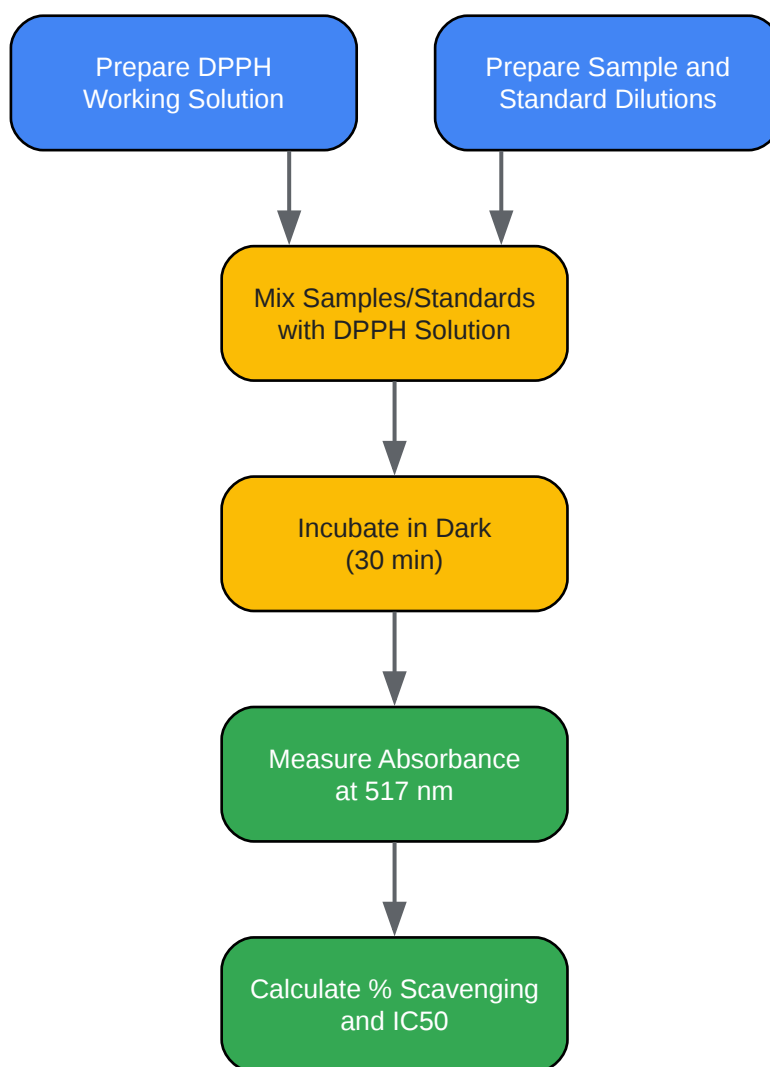 Prepare DPPH
Working Solution
Prepare Sample and
Standard Dilutions
Mix Samples/Standards
with DPPH Solution
Incubate in Dark
(30 min)
Measure Absorbance
at 517 nm
Calculate % Scavenging
and IC50